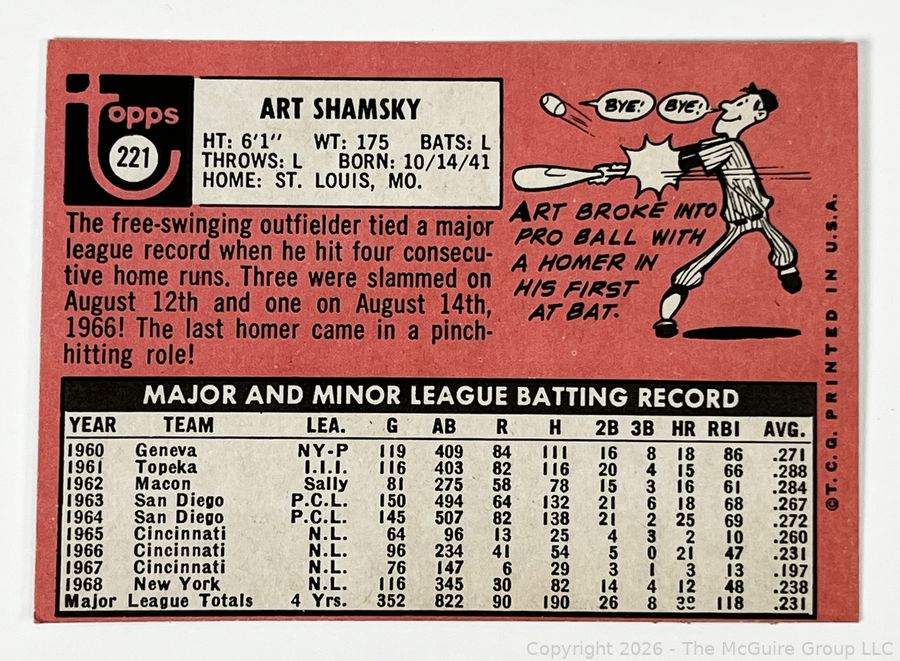 Topps
221
ART SHAMSKY
HT: 6'1" WT: 175 BATS: L
THROWS: L BORN: 10/14/41
HOME: ST. LOUIS, MO.
The free-swinging outfielder tied a major
league record when he hit four consecu-
tive home runs. Three were slammed on
August 12th and one on August 14th,
1966! The last homer came in a pinch-
hitting role!
BYE! BYE!
ART BROKE INTO
PRO BALL WITH
A HOMER IN
HIS FIRST
AT BAT.
©T.C.G. PRINTED IN U.S.A.
MAJOR AND MINOR LEAGUE BATTING RECORD
YEAR TEAM LEA. G AB R H 2B 3B HR RBI AVG.
1960 Geneva NY-P 119 409 84 111 16 8 18 86 .271
1961 Topeka I.I.I. 116 403 82 116 20 4 15 66 .288
1962 Macon Sally 81 275 58 78 15 3 16 61 .284
1963 San Diego P.C.L. 150 494 64 132 21 6 18 68 .267
1964 San Diego P.C.L. 145 507 82 138 21 2 25 69 .272
1965 Cincinnati N.L. 64 96 13 25 4 3 2 10 .260
1966 Cincinnati N.L. 96 234 41 54 5 0 21 47 .231
1967 Cincinnati N.L. 76 147 6 29 3 1 3 13 .197
1968 New York N.L. 116 345 30 82 14 4 12 48 .238
Major League Totals 4 Yrs. 352 822 90 190 26 8 38 118 .231
Copyright 2026 - The McGuire Group LLC